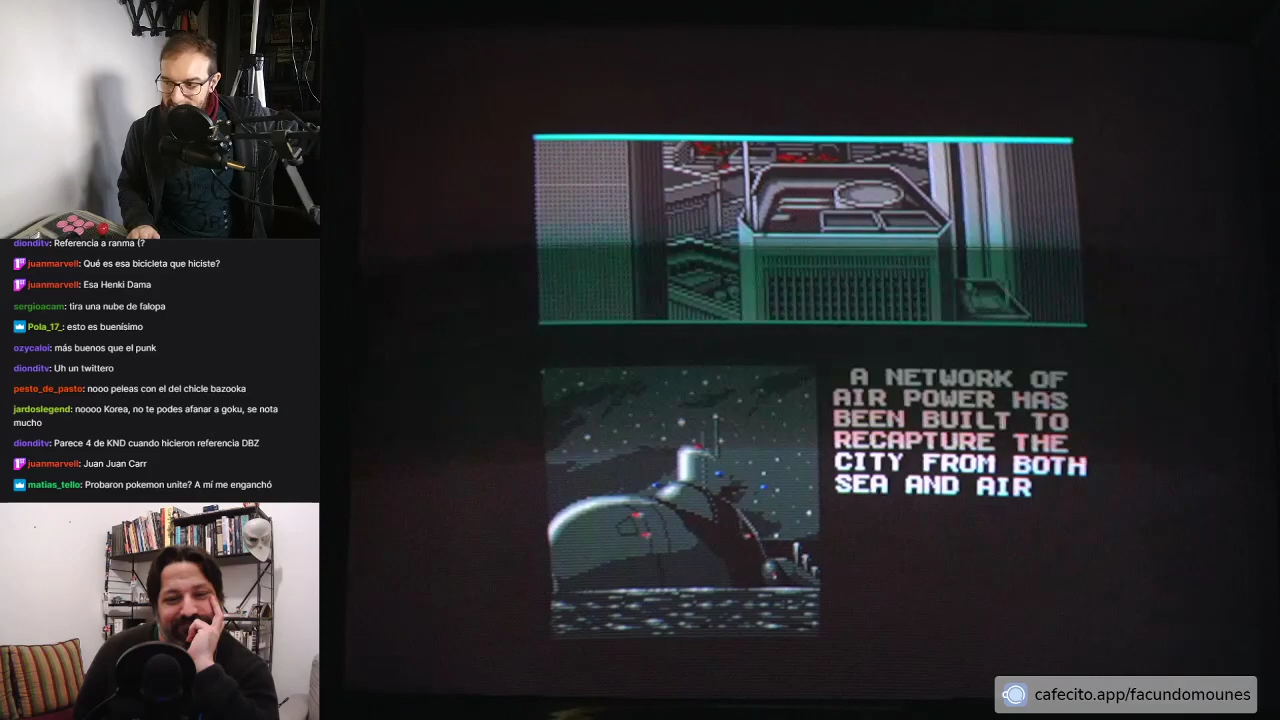 dionditv: Referencia a ranma (?
juanmarvell: Qué es esa bicicleta que hiciste?
juanmarvell: Esa Henki Dama
sergioacam: tira una nube de falopa
Pola_17_: esto es buenísimo
ozycaloi: más buenos que el punk
dionditv: Uh un twittero
pesto_de_pasto: nooo peleas con el del chicle bazooka
jardoslegend: noooo Korea, no te podes afanar a goku, se nota
mucho
dionditv: Parece 4 de KND cuando hicieron referencia DBZ
juanmarvell: Juan Juan Carr
matias_tello: Probaron pokemon unite? A mí me enganchó
A NETWORK OF
AIR POWER HAS
BEEN BUILT TO
RECAPTURE THE
CITY FROM BOTH
SEA AND AIR
cafecito.app/facundomounes